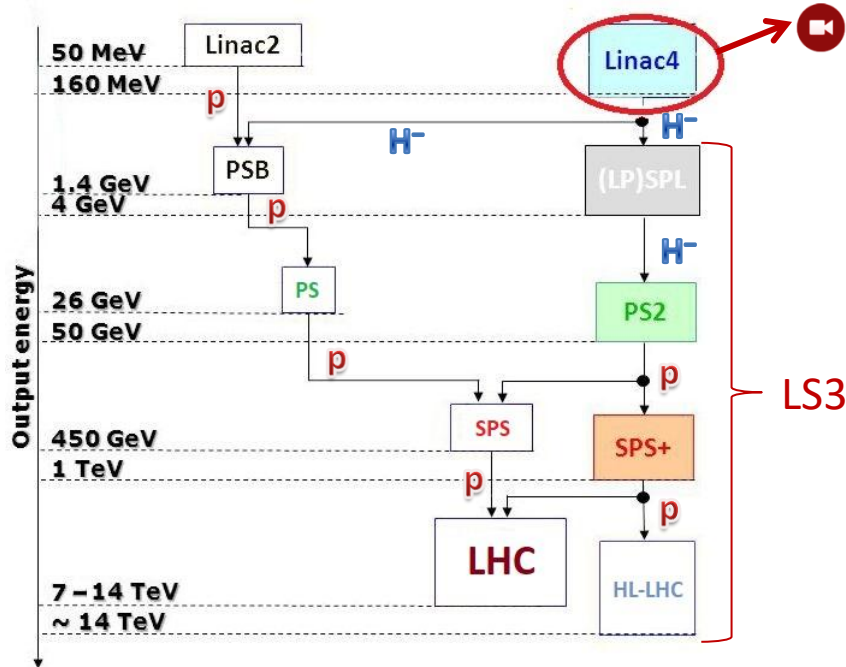 Linac2
Linac4
50 MeV
160 MeV
p
H⁻
H⁻
PSB
(LP)SPL
1.4 GeV
4 GeV
p
H⁻
PS
PS2
26 GeV
50 GeV
p
p
LS3
Output energy
SPS
SPS+
450 GeV
1 TeV
p
p
LHC
HL-LHC
7 – 14 TeV
~ 14 TeV